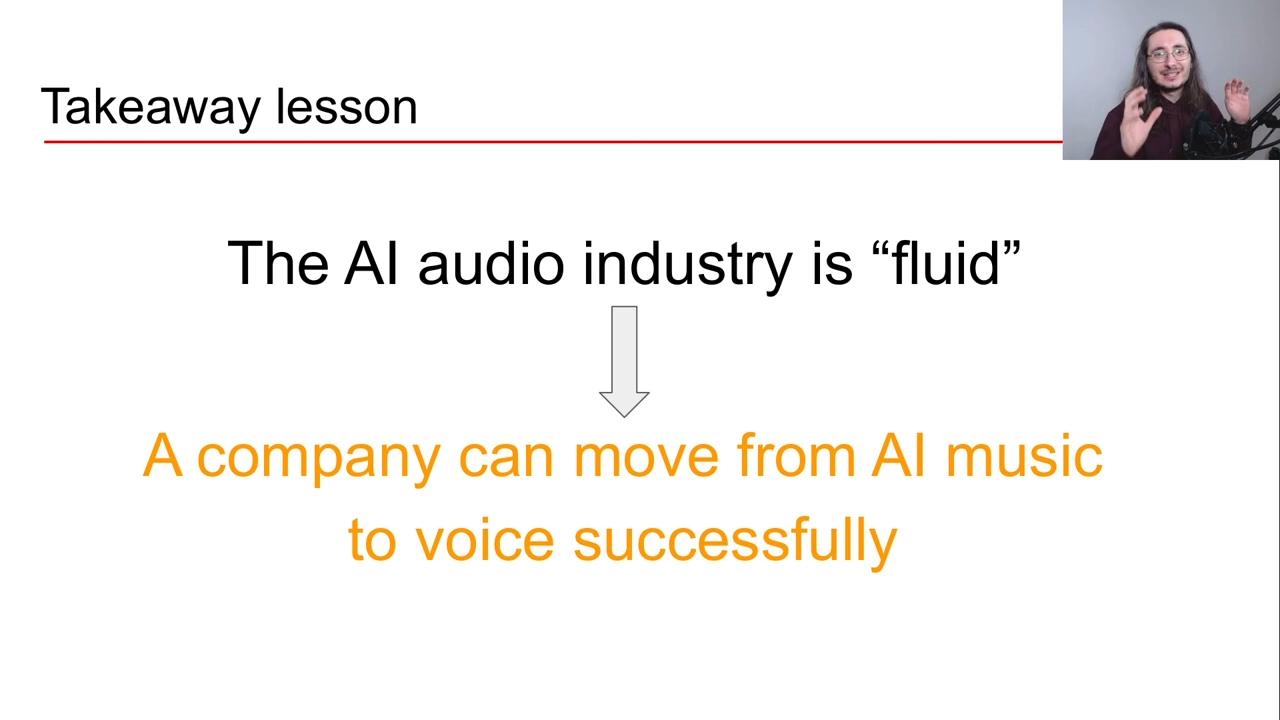 Takeaway lesson
The AI audio industry is “fluid”
A company can move from AI music
to voice successfully